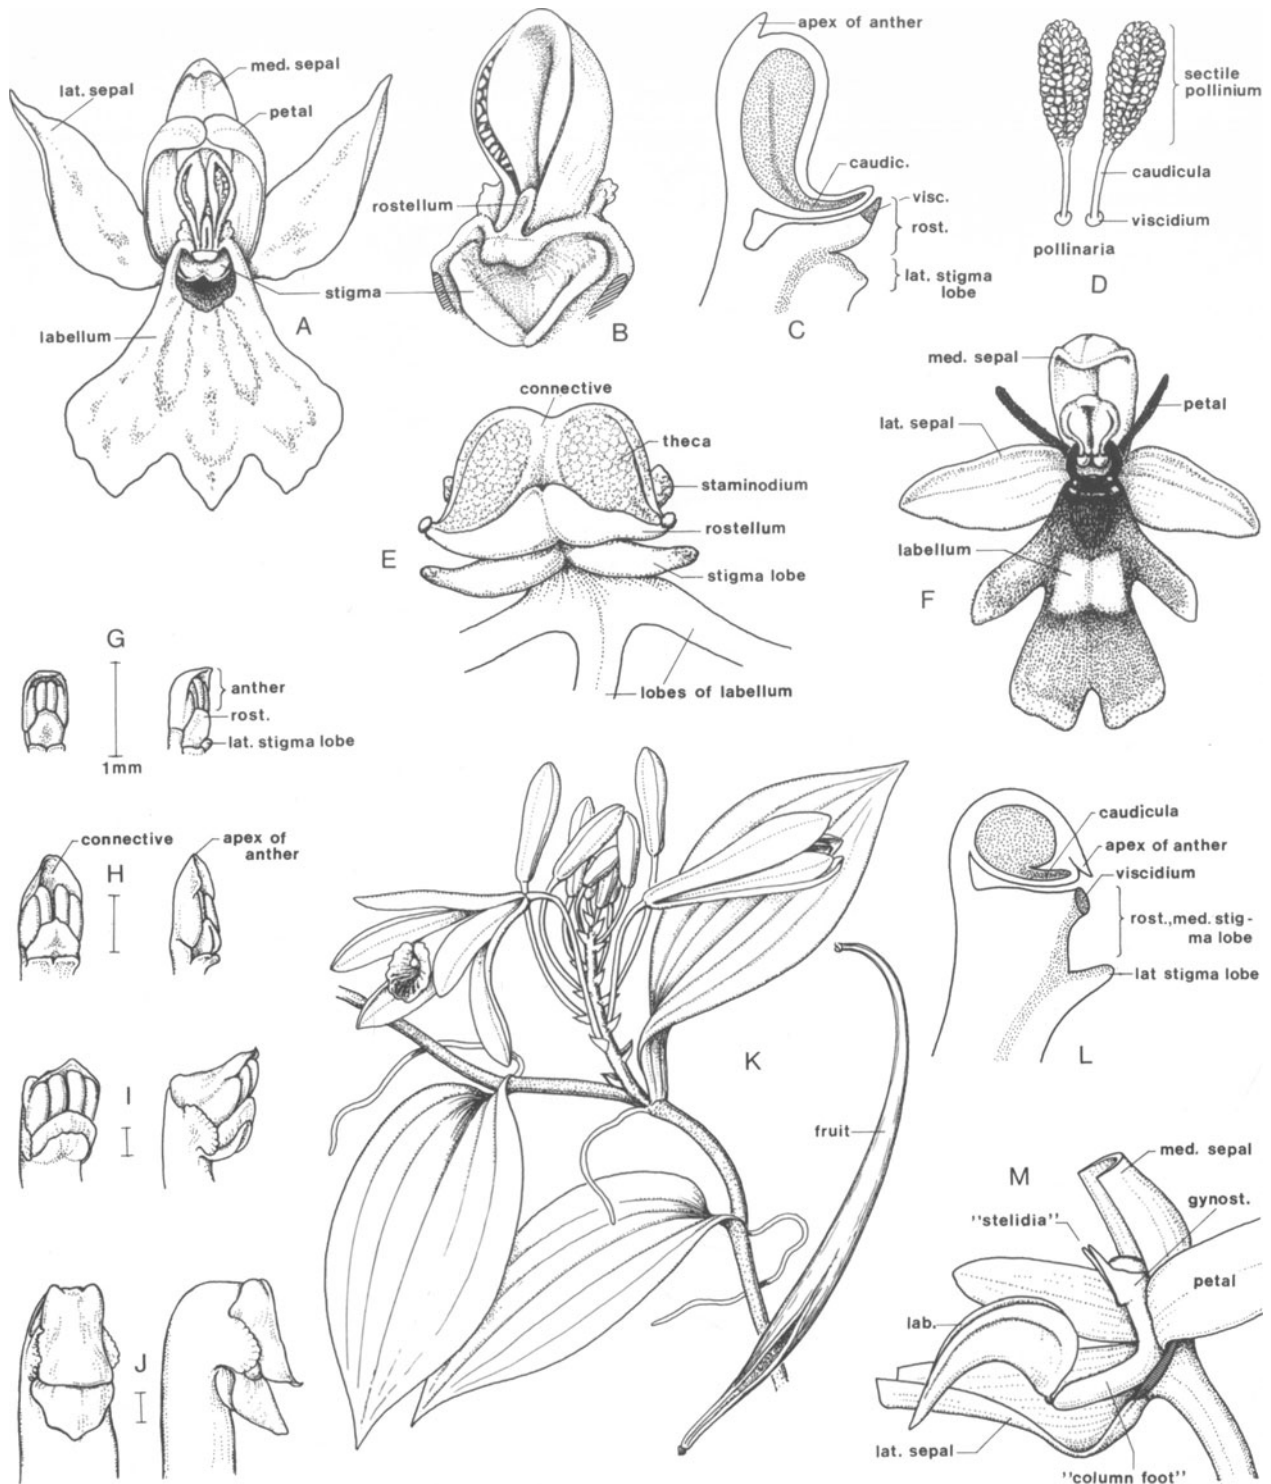 med. sepal
lat. sepal
petal
stigma
labellum
A
rostellum
B
apex of anther
caudic.
visc.
rost.
lat. stigma
lobe
C
sectile
pollinium
caudicula
viscidium
pollinaria
D
connective
theca
staminodium
rostellum
stigma lobe
lobes of labellum
E
med. sepal
petal
lat. sepal
labellum
F
G
anther
rost.
lat. stigma lobe
1mm
connective
apex of
anther
H
I
J
K
fruit
caudicula
apex of anther
viscidium
rost.,med. stig-
ma lobe
lat stigma lobe
L
M
med. sepal
gynost.
"stelidia"
petal
lab.
lat. sepal
"column foot"